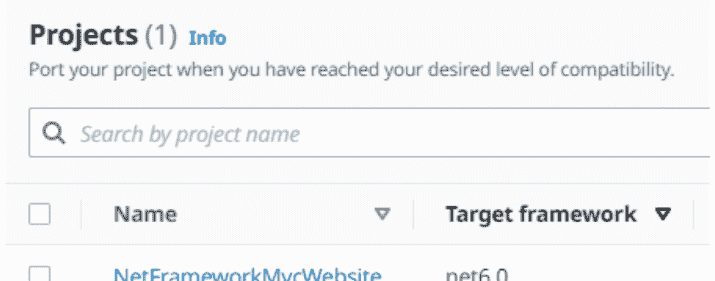 Projects (1) Info
Port your project when you have reached your desired level of compatibility.
Search by project name
Name Target framework
NetFrameworkMvcWebsite net6.0